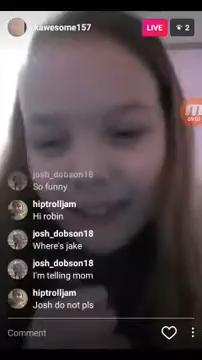 kawesome157
LIVE
2
josh_dobson18
So funny
hiptrolljam
Hi robin
josh_dobson18
Where's jake
josh_dobson18
I'm telling mom
hiptrolljam
Josh do not pls
Comment